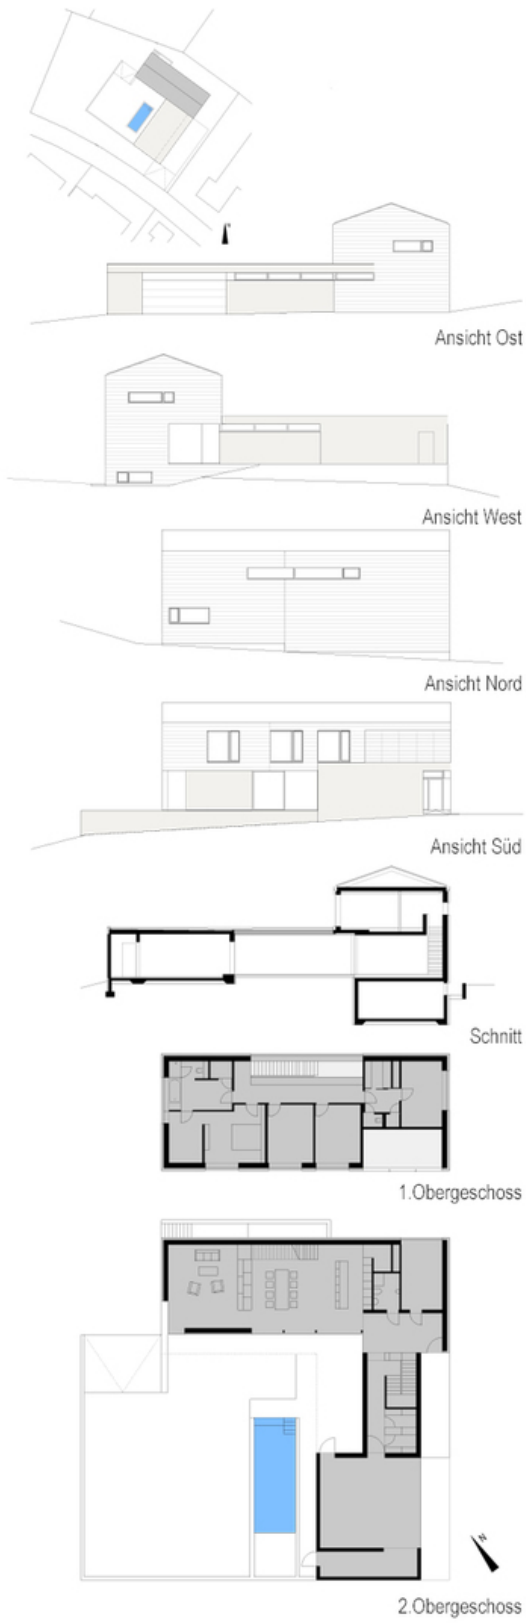 Ansicht Ost
Ansicht West
Ansicht Nord
Ansicht Süd
Schnitt
1.Obergeschoss
N
2.Obergeschoss